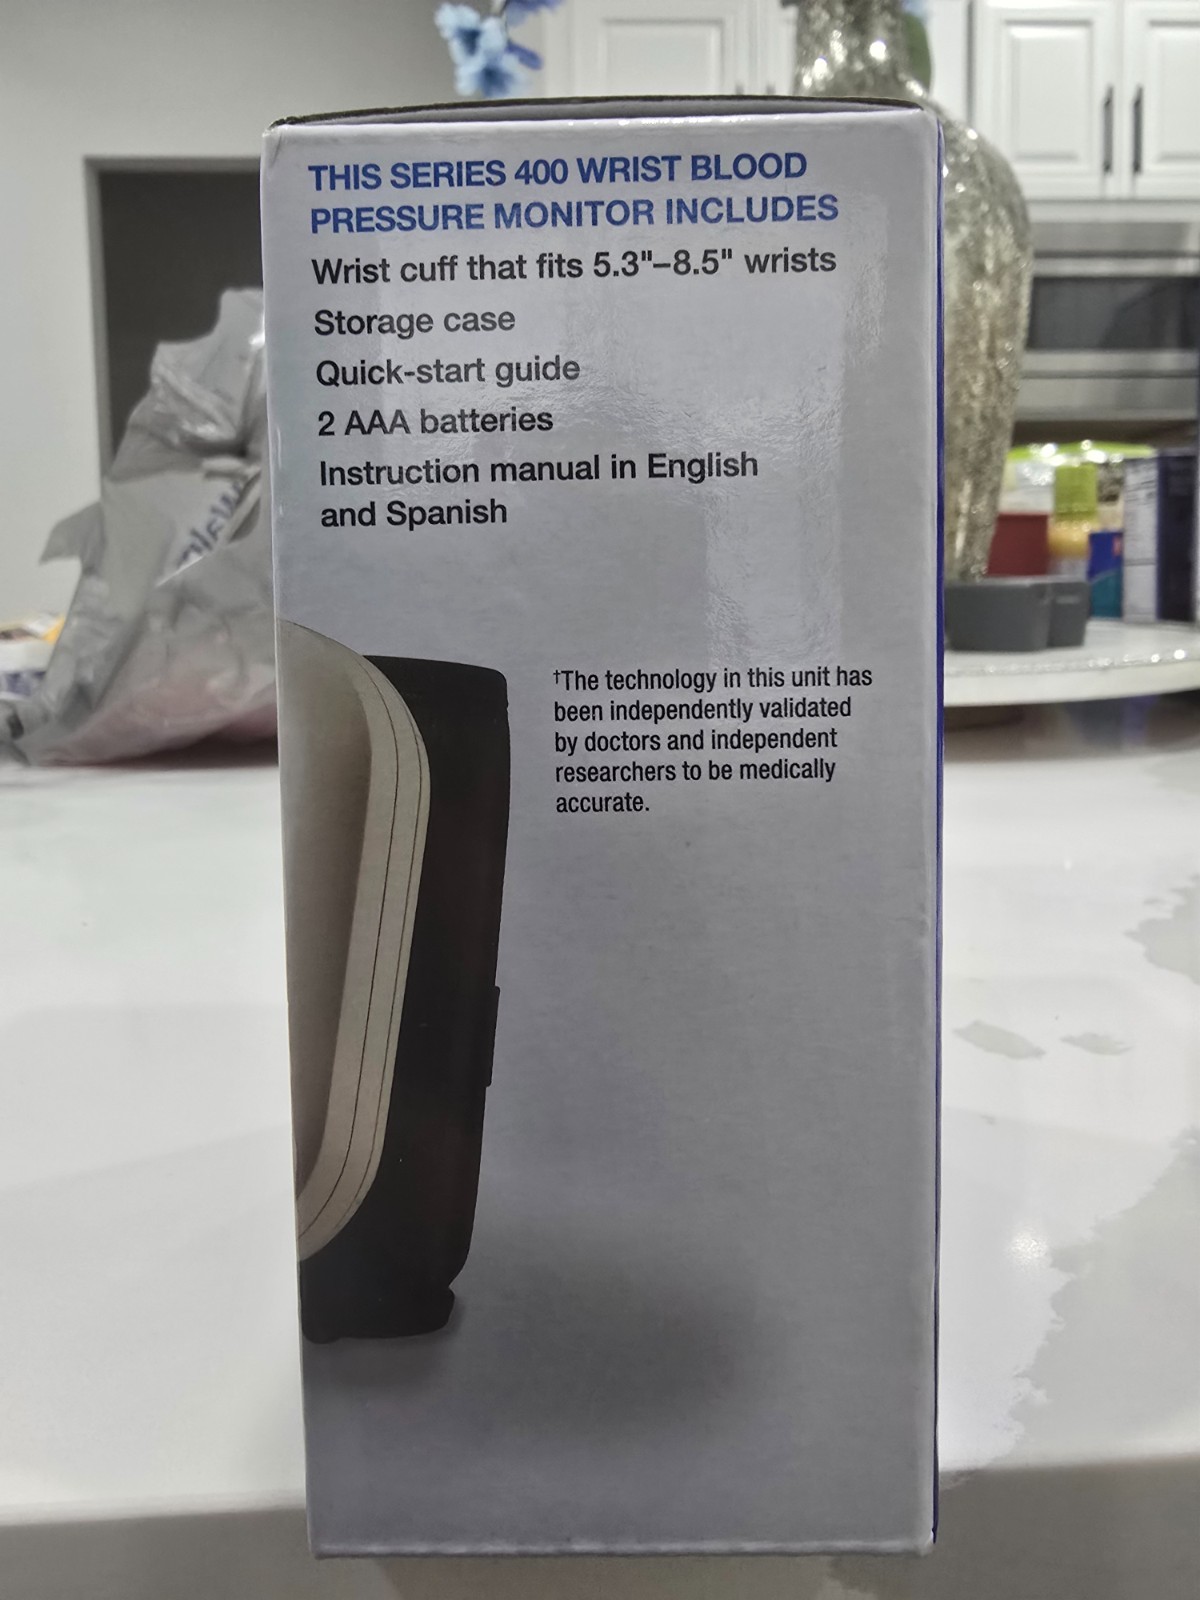 THIS SERIES 400 WRIST BLOOD
PRESSURE MONITOR INCLUDES
Wrist cuff that fits 5.3"–8.5" wrists
Storage case
Quick-start guide
2 AAA batteries
Instruction manual in English
and Spanish
†The technology in this unit has
been independently validated
by doctors and independent
researchers to be medically
accurate.